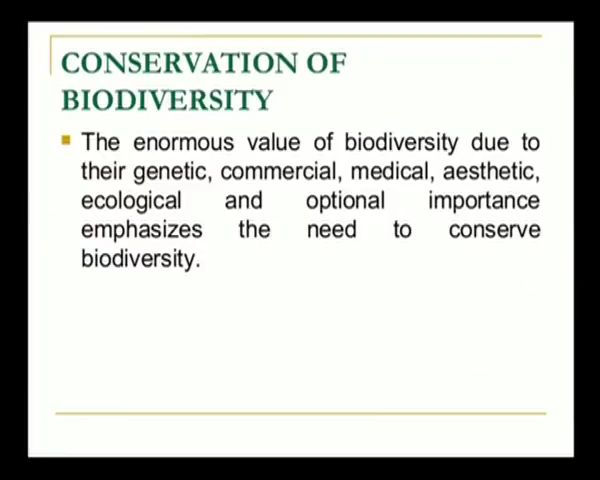 CONSERVATION OF
BIODIVERSITY
The enormous value of biodiversity due to
their genetic, commercial, medical, aesthetic,
ecological and optional importance
emphasizes the need to conserve
biodiversity.